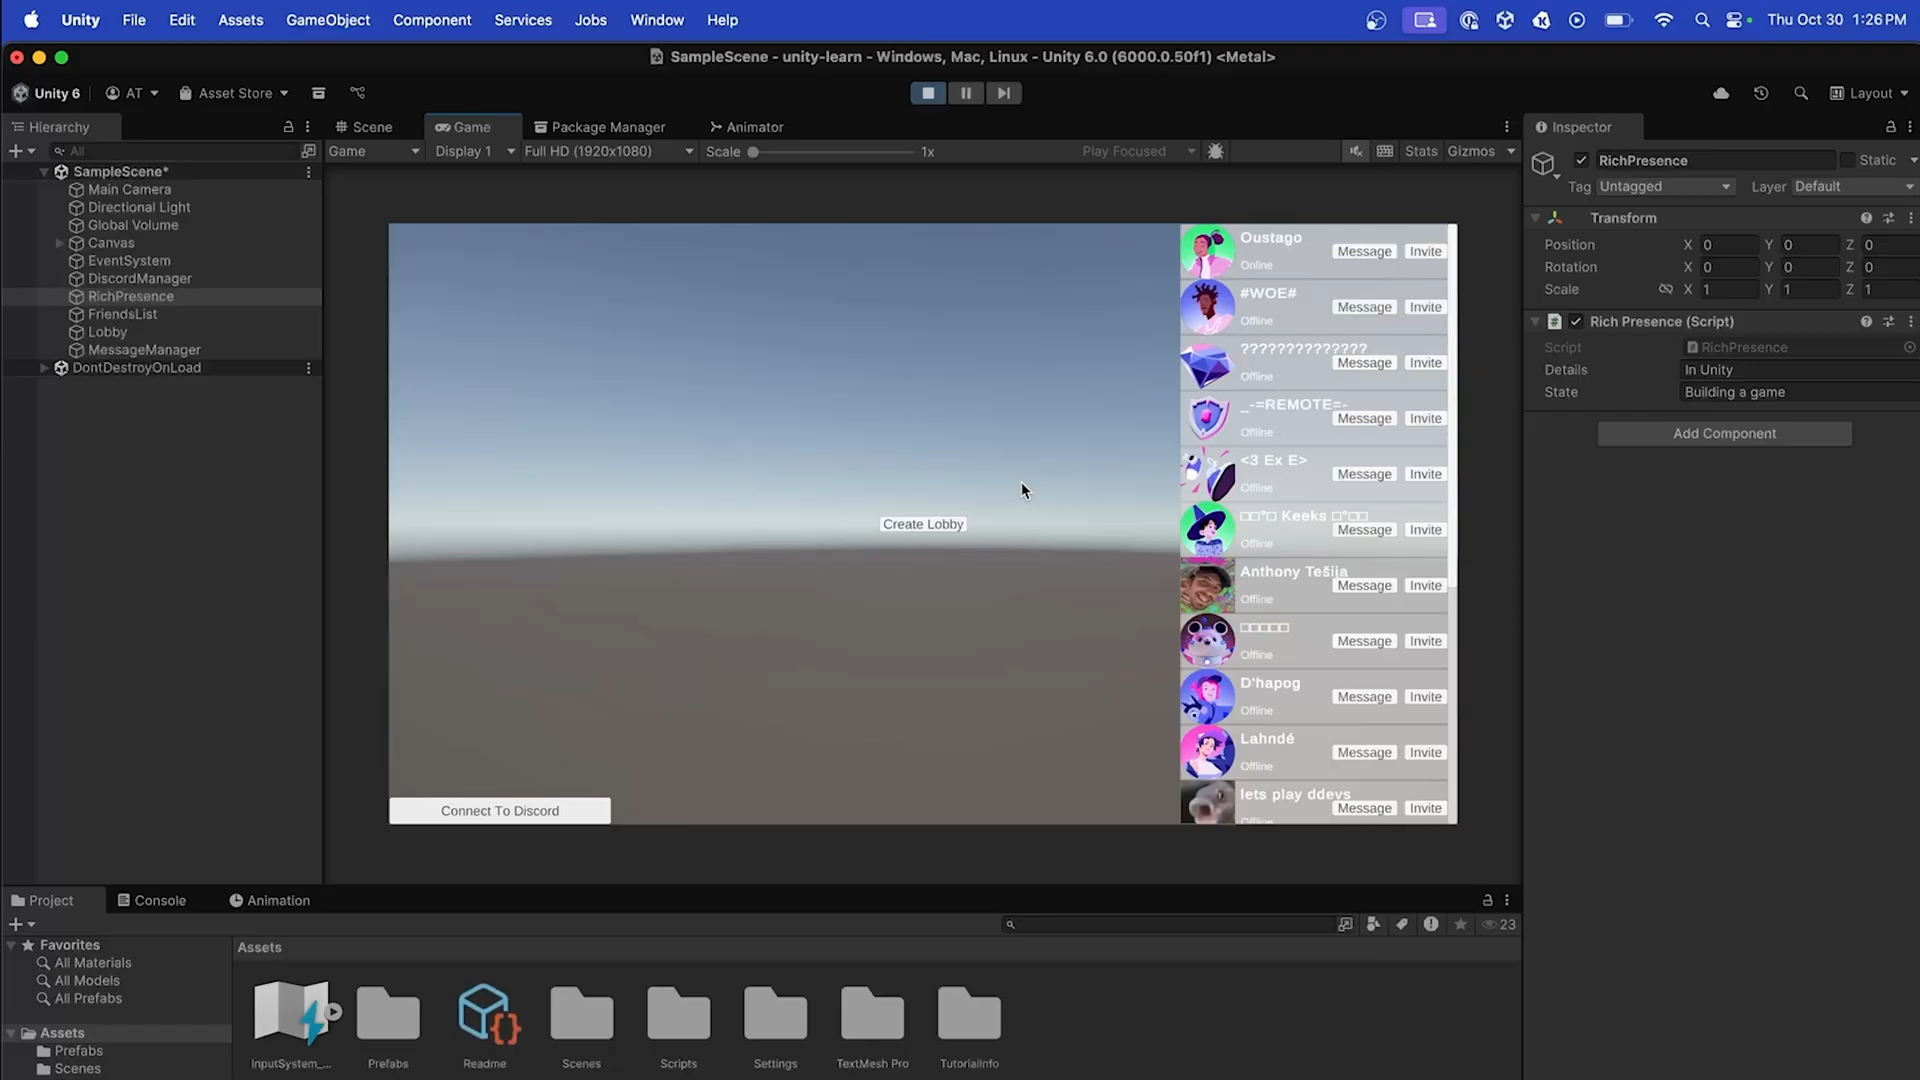 Unity File Edit Assets GameObject Component Services Jobs Window Help Thu Oct 30 1:26 PM
SampleScene - unity-learn - Windows, Mac, Linux - Unity 6.0 (6000.0.50f1) <Metal>
Unity 6 AT Asset Store Layout
Hierarchy Scene Game Package Manager Animator Inspector
All Game Display 1 Full HD (1920x1080) Scale 1x Play Focused Stats Gizmos
RichPresence Static
Tag Untagged Layer Default
Transform
Position X 0 Y 0 Z 0
Rotation X 0 Y 0 Z 0
Scale X 1 Y 1 Z 1
Rich Presence (Script)
Script RichPresence
Details In Unity
State Building a game
Add Component
SampleScene*
Main Camera
Directional Light
Global Volume
Canvas
EventSystem
DiscordManager
RichPresence
FriendsList
Lobby
MessageManager
DontDestroyOnLoad
Create Lobby
Connect To Discord
Oustago
Online
Message Invite
#WOE#
Offline
Message Invite
??????????????
Offline
Message Invite
_-=REMOTE=-
Offline
Message Invite
<3 Ex E>
Offline
Message Invite
□□°□ Keeks □°□□
Offline
Message Invite
Anthony Tešija
Offline
Message Invite
□□□□□
Offline
Message Invite
D'hapog
Offline
Message Invite
Lahndé
Offline
Message Invite
lets play ddevs
Offline
Message Invite
Project Console Animation
23
Favorites
All Materials
All Models
All Prefabs
Assets
Prefabs
Scenes
Assets
InputSystem_... Prefabs Readme Scenes Scripts Settings TextMesh Pro TutorialInfo